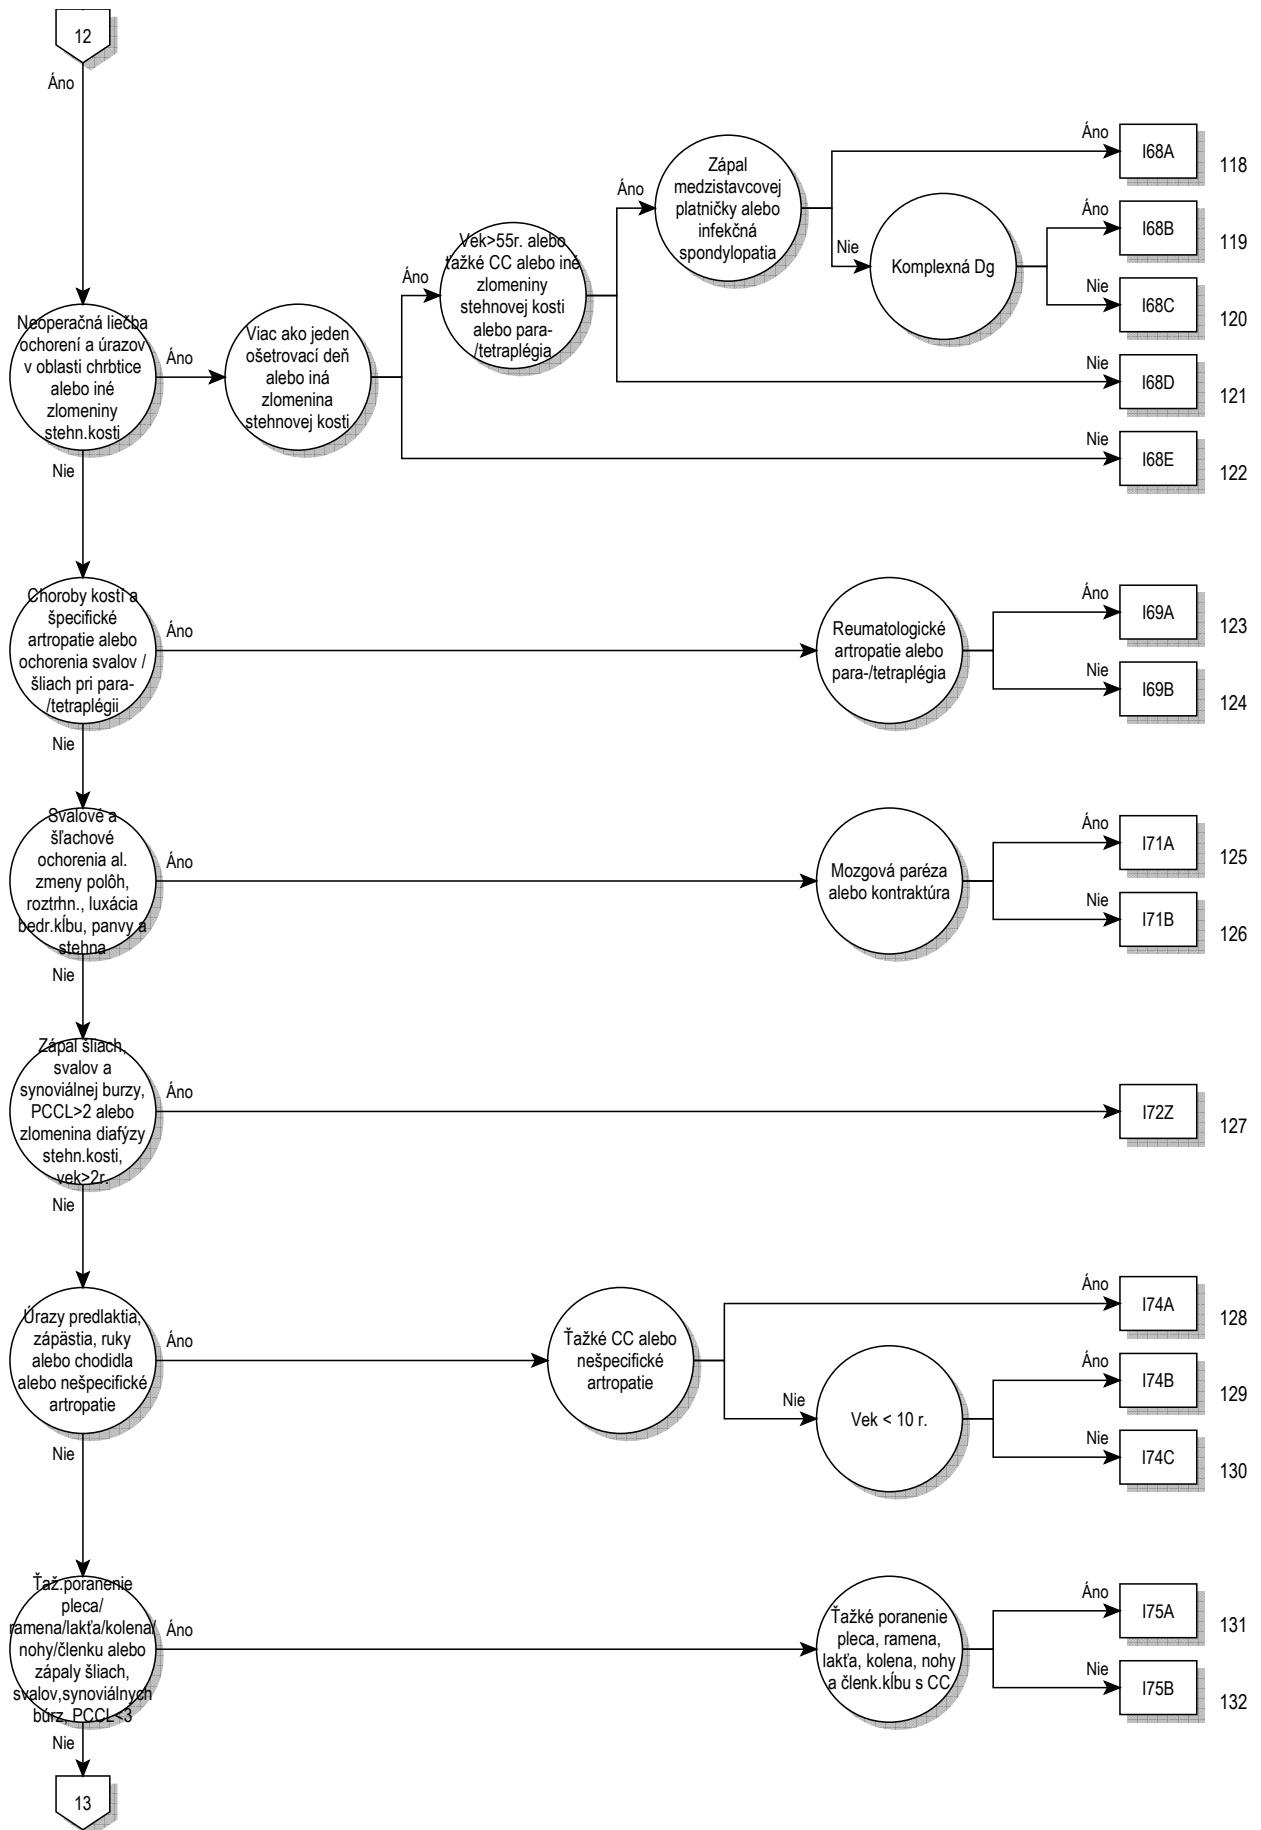 12
Áno
Neoperačná liečba
ochorení a úrazov
v oblasti chrbtice
alebo iné
zlomeniny
stehn.kosti
Áno
Viac ako jeden
ošetrovací deň
alebo iná
zlomenina
stehnovej kosti
Áno
Vek>55r. alebo
ťažké CC alebo iné
zlomeniny
stehnovej kosti
alebo para-
/tetraplégia
Áno
Zápal
medzistavcovej
platničky alebo
infekčná
spondylopatia
Áno
I68A
118
Nie
Komplexná Dg
Áno
I68B
119
Nie
I68C
120
Nie
I68D
121
Nie
I68E
122
Nie
Choroby kosti a
špecifické
artropatie alebo
ochorenia svalov /
šliach pri para-
/tetraplégii
Áno
Reumatologické
artropatie alebo
para-/tetraplégia
Áno
I69A
123
Nie
I69B
124
Nie
Svalové a
šľachové
ochorenia al.
zmeny polôh,
roztrhn., luxácia
bedr.kĺbu, panvy a
stehna
Áno
Mozgová paréza
alebo kontraktúra
Áno
I71A
125
Nie
I71B
126
Nie
Zápal šliach,
svalov a
synoviálnej burzy,
PCCL>2 alebo
zlomenina diafýzy
stehn.kosti,
vek>2r.
Áno
I72Z
127
Nie
Úrazy predlaktia,
zápästia, ruky
alebo chodidla
alebo nešpecifické
artropatie
Áno
Ťažké CC alebo
nešpecifické
artropatie
Áno
I74A
128
Nie
Vek < 10 r.
Áno
I74B
129
Nie
I74C
130
Nie
Ťaž.poranenie
pleca/
ramena/lakťa/kolena/
nohy/členku alebo
zápaly šliach,
svalov,synoviálnych
búrz, PCCL<3
Áno
Ťažké poranenie
pleca, ramena,
lakťa, kolena, nohy
a členk.kĺbu s CC
Áno
I75A
131
Nie
I75B
132
Nie
13